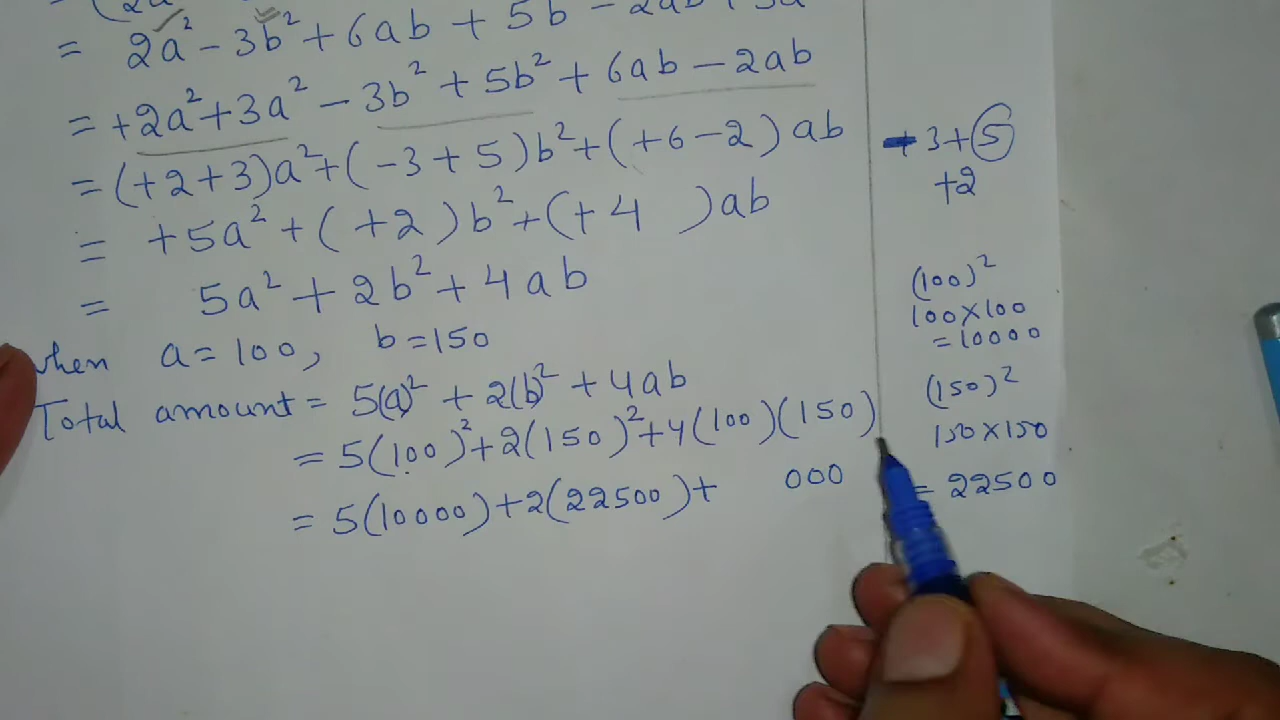 = 2a² - 3b² + 6ab + 5b - 2ab + 3a
= +2a² + 3a² - 3b² + 5b² + 6ab - 2ab
= (+2+3)a² + (-3+5)b² + (+6-2) ab
= +5a² + (+2)b² + (+4 ) ab
= 5a² + 2b² + 4ab
when a = 100, b = 150
Total amount = 5(a)² + 2(b)² + 4ab
= 5(100)² + 2(150)² + 4(100)(150)
= 5(10000) + 2(22500) + 000
+3+5
+2
(100)²
100×100
= 10000
(150)²
150×150
= 22500